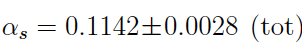 αₛ = 0.1142±0.0028 (tot)